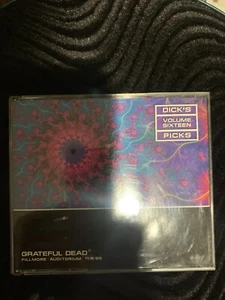 DICK'S
VOLUME
SIXTEEN
PICKS
GRATEFUL DEAD
FILLMORE AUDITORIUM 11/8/69